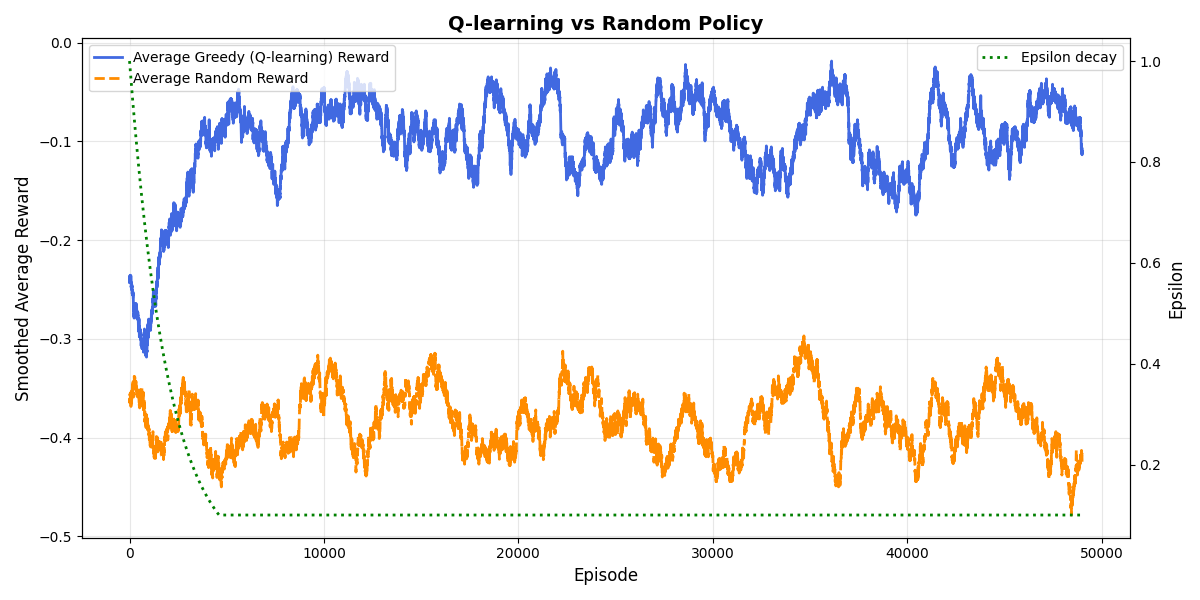 Q-learning vs Random Policy
Average Greedy (Q-learning) Reward
Average Random Reward
Epsilon decay
Smoothed Average Reward
0.0
−0.1
−0.2
−0.3
−0.4
−0.5
1.0
0.8
0.6
0.4
0.2
Epsilon
0
10000
20000
30000
40000
50000
Episode